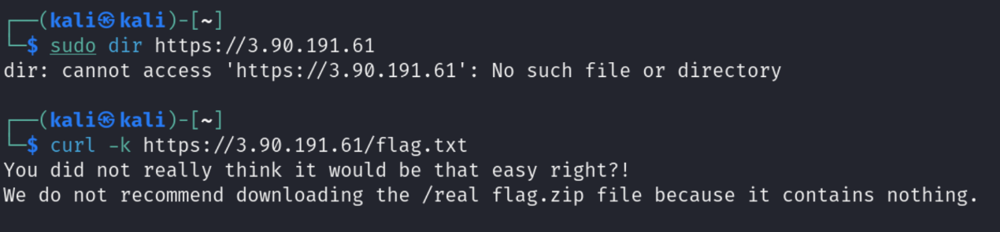 ┌──(kali㉿kali)-[~]
└─$ sudo dir https://3.90.191.61
dir: cannot access 'https://3.90.191.61': No such file or directory
┌──(kali㉿kali)-[~]
└─$ curl -k https://3.90.191.61/flag.txt
You did not really think it would be that easy right?!
We do not recommend downloading the /real flag.zip file because it contains nothing.